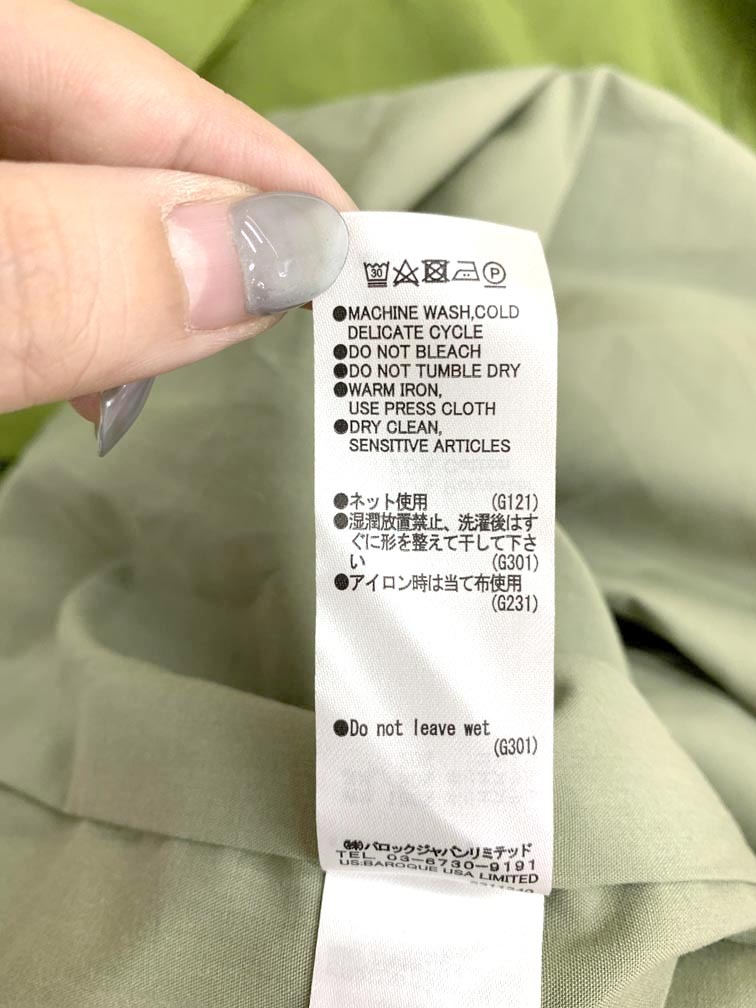 30 P
●MACHINE WASH,COLD
DELICATE CYCLE
●DO NOT BLEACH
●DO NOT TUMBLE DRY
●WARM IRON,
USE PRESS CLOTH
●DRY CLEAN,
SENSITIVE ARTICLES
●ネット使用 (G121)
●湿潤放置禁止、洗濯後はす
ぐに形を整えて干して下さ
い (G301)
●アイロン時は当て布使用
(G231)
●Do not leave wet
(G301)
㈱バロックジャパンリミテッド
TEL 03-6730-9191
US:BAROQUE USA LIMITED